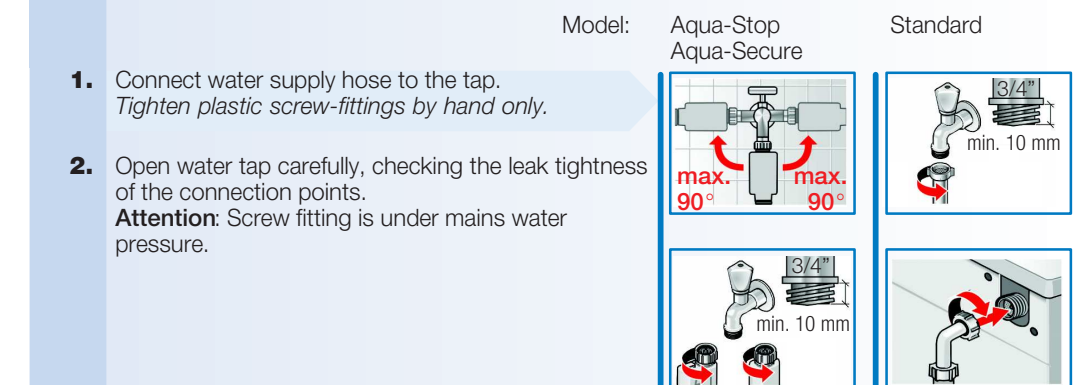 Model: Aqua-Stop Standard
Aqua-Secure
1. Connect water supply hose to the tap.
Tighten plastic screw-fittings by hand only.
2. Open water tap carefully, checking the leak tightness
of the connection points.
Attention: Screw fitting is under mains water
pressure.
max. max.
90° 90°
3/4”
min. 10 mm
3/4”
min. 10 mm